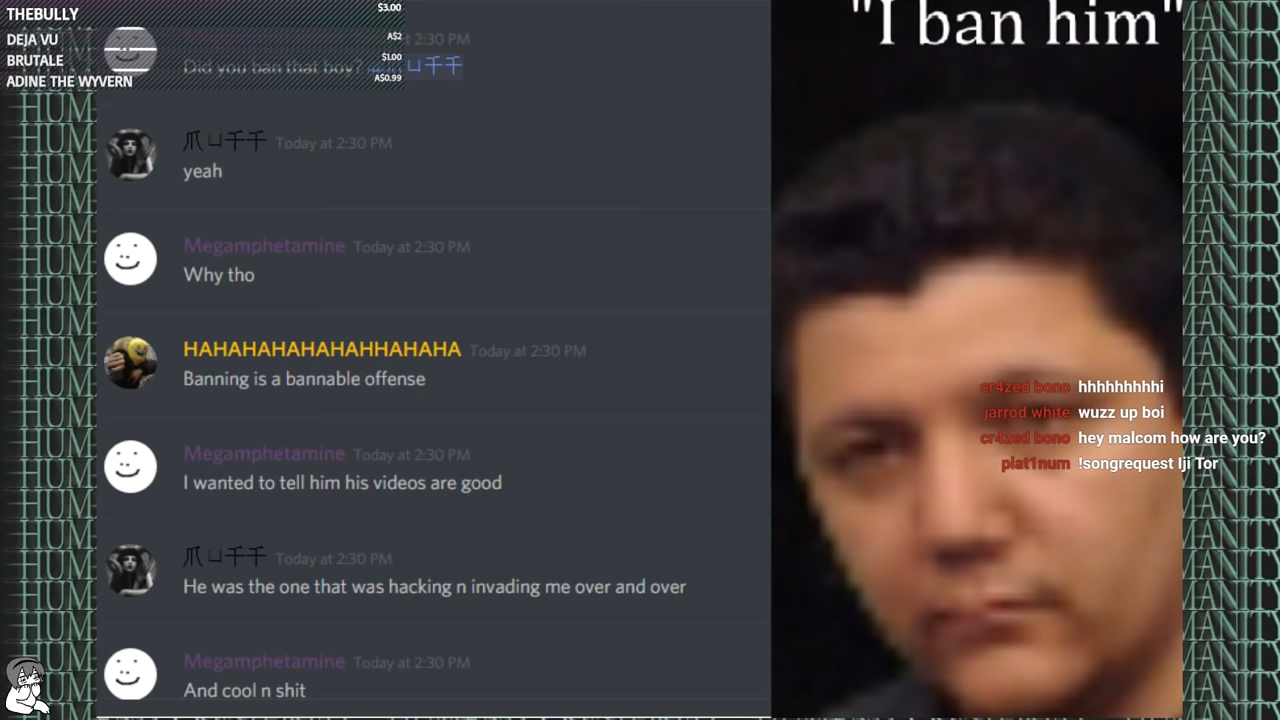 THEBULLY $3.00
DEJA VU A$2
BRUTALE $1.00
ADINE THE WYVERN A$0.99
t 2:30 PM
Did you ban that boy? ㄩ千千
爪ㄩ千千 Today at 2:30 PM
yeah
Megamphetamine Today at 2:30 PM
Why tho
HAHAHAHAHAHAHHAHAHA Today at 2:30 PM
Banning is a bannable offense
Megamphetamine Today at 2:30 PM
I wanted to tell him his videos are good
爪ㄩ千千 Today at 2:30 PM
He was the one that was hacking n invading me over and over
Megamphetamine Today at 2:30 PM
And cool n shit
"I ban him"
cr4zed bono hhhhhhhhhi
jarrod white wuzz up boi
cr4zed bono hey malcom how are you?
plat1num !songrequest Iji Tor